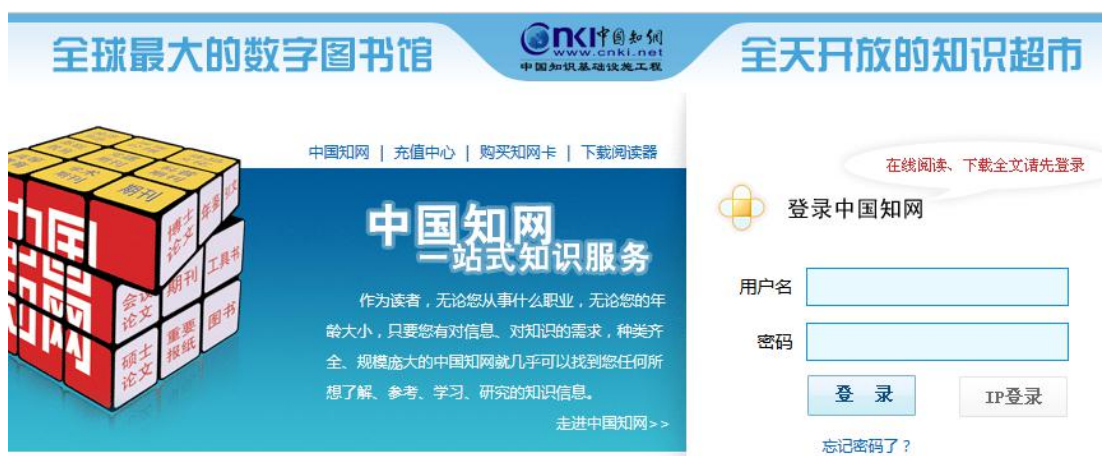 全球最大的数字图书馆
cnki中国知网
www.cnki.net
中国知识基础设施工程
全天开放的知识超市
中国知网 | 充值中心 | 购买知网卡 | 下载阅读器
期刊
博士
论文
年鉴
会议
论文
期刊
工具书
硕士
论文
重要
报纸
图书
中国
知网
中国知网
一站式知识服务
作为读者，无论您从事什么职业，无论您的年
龄大小，只要您有对信息、对知识的需求，种类齐
全、规模庞大的中国知网就几乎可以找到您任何所
想了解、参考、学习、研究的知识信息。
走进中国知网>>
在线阅读、下载全文请先登录
登录中国知网
用户名
密码
登 录
IP登录
忘记密码了？